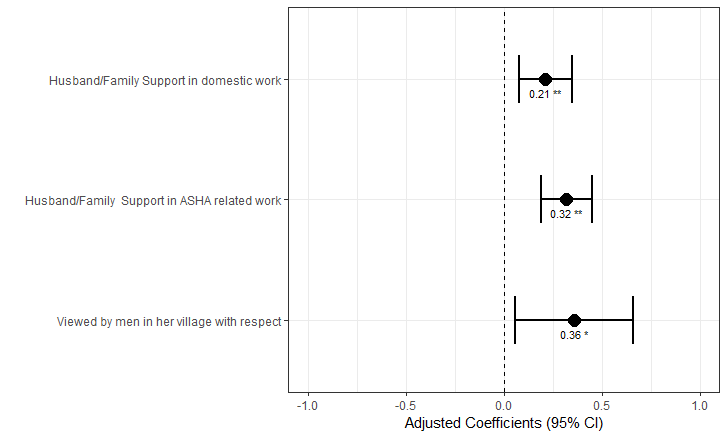 Husband/Family Support in domestic work
0.21 **
Husband/Family  Support in ASHA related work
0.32 **
Viewed by men in her village with respect
0.36 *
-1.0 -0.5 0.0 0.5 1.0
Adjusted Coefficients (95% CI)